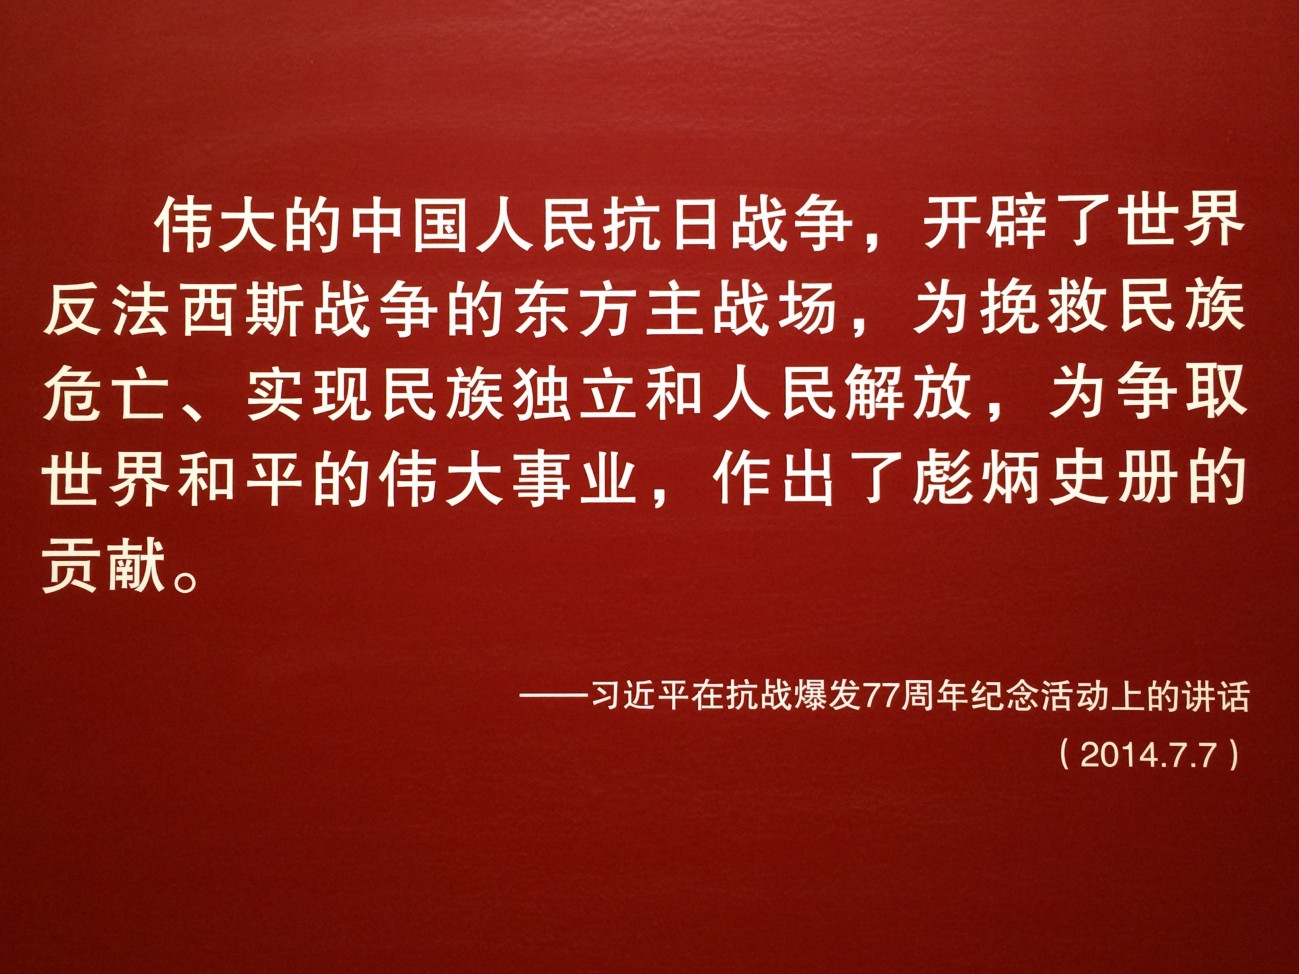 伟大的中国人民抗日战争，开辟了世界
反法西斯战争的东方主战场，为挽救民族
危亡、实现民族独立和人民解放，为争取
世界和平的伟大事业，作出了彪炳史册的
贡献。
——习近平在抗战爆发77周年纪念活动上的讲话
（2014.7.7）